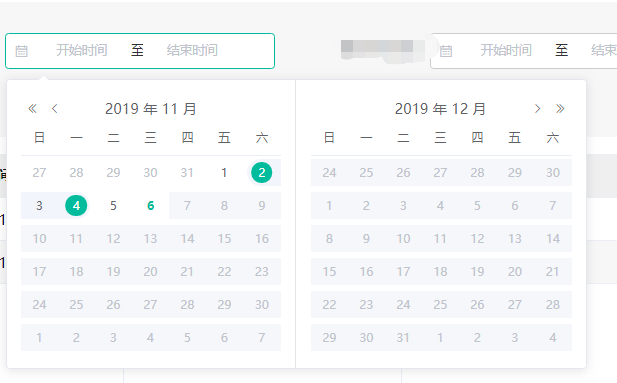 开始时间 至 结束时间
开始时间 至 结束
2019 年 11 月
日 一 二 三 四 五 六
27 28 29 30 31 1 2
3 4 5 6 7 8 9
10 11 12 13 14 15 16
17 18 19 20 21 22 23
24 25 26 27 28 29 30
1 2 3 4 5 6 7
2019 年 12 月
日 一 二 三 四 五 六
24 25 26 27 28 29 30
1 2 3 4 5 6 7
8 9 10 11 12 13 14
15 16 17 18 19 20 21
22 23 24 25 26 27 28
29 30 31 1 2 3 4
1
1